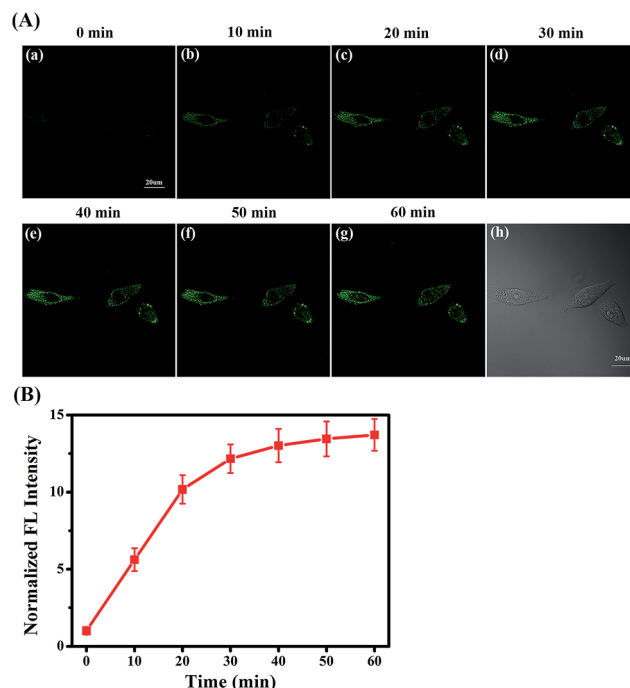 (A)
0 min 10 min 20 min 30 min
(a) (b) (c) (d)
20um
40 min 50 min 60 min
(e) (f) (g) (h)
20um
(B)
15
10
5
0
Normalized FL Intensity
0 10 20 30 40 50 60
Time (min)